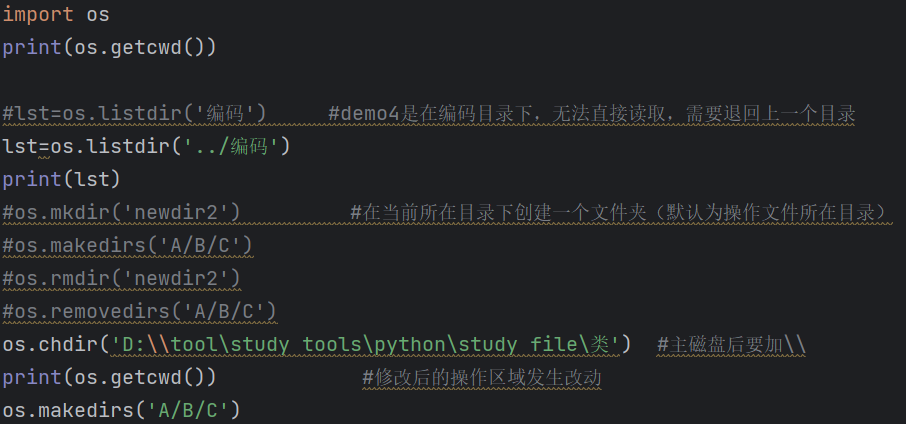 import os
print(os.getcwd())
#lst=os.listdir('编码')     #demo4是在编码目录下，无法直接读取，需要退回上一个目录
lst=os.listdir('../编码')
print(lst)
#os.mkdir('newdir2')         #在当前所在目录下创建一个文件夹（默认为操作文件所在目录）
#os.makedirs('A/B/C')
#os.rmdir('newdir2')
#os.removedirs('A/B/C')
os.chdir('D:\\tool\study tools\python\study file\类')  #主磁盘后要加\\
print(os.getcwd())            #修改后的操作区域发生改动
os.makedirs('A/B/C')